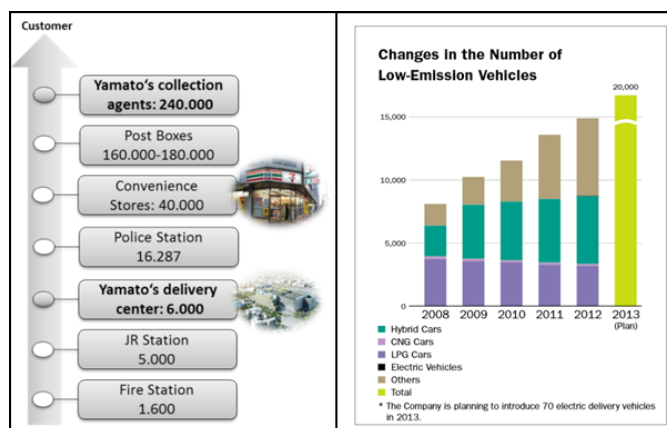 Customer
Yamato‘s collection
agents: 240.000
Post Boxes
160.000-180.000
Convenience
Stores: 40.000
Police Station
16.287
Yamato‘s delivery
center: 6.000
JR Station
5.000
Fire Station
1.600
Changes in the Number of
Low-Emission Vehicles
20,000
15,000
10,000
5,000
0
2008 2009 2010 2011 2012 2013
(Plan)
Hybrid Cars
CNG Cars
LPG Cars
Electric Vehicles
Others
Total
* The Company is planning to introduce 70 electric delivery vehicles
in 2013.